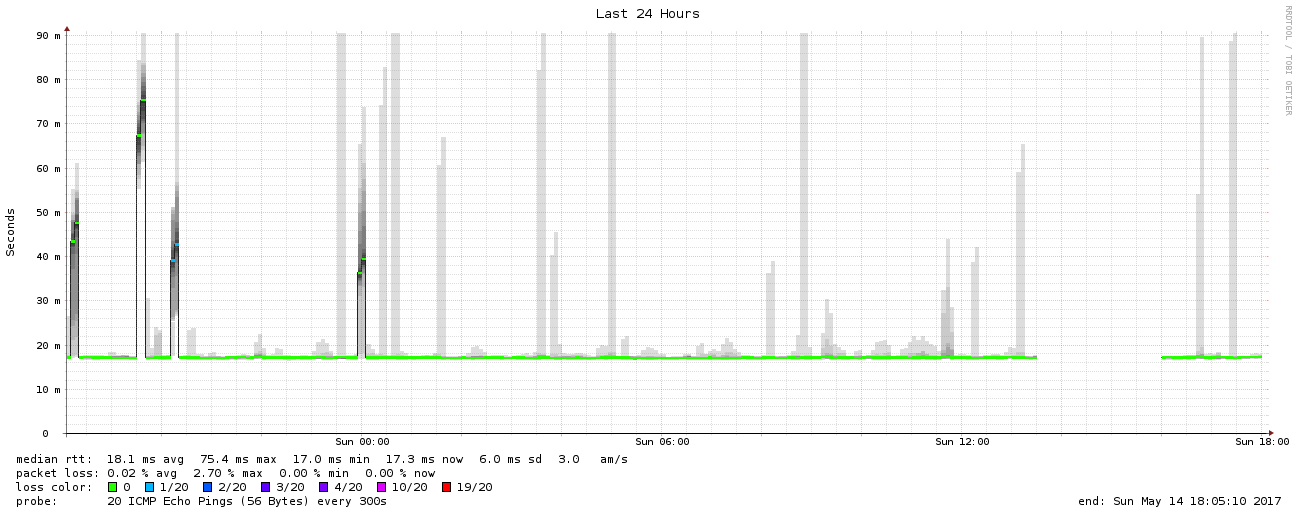 Last 24 Hours
RRDTOOL / TOBI OETIKER
Seconds
90 m
80 m
70 m
60 m
50 m
40 m
30 m
20 m
10 m
0
Sun 00:00 Sun 06:00 Sun 12:00 Sun 18:00
median rtt: 18.1 ms avg 75.4 ms max 17.0 ms min 17.3 ms now 6.0 ms sd 3.0 am/s
packet loss: 0.02 % avg 2.70 % max 0.00 % min 0.00 % now
loss color: 0 1/20 2/20 3/20 4/20 10/20 19/20
probe: 20 ICMP Echo Pings (56 Bytes) every 300s end: Sun May 14 18:05:10 2017